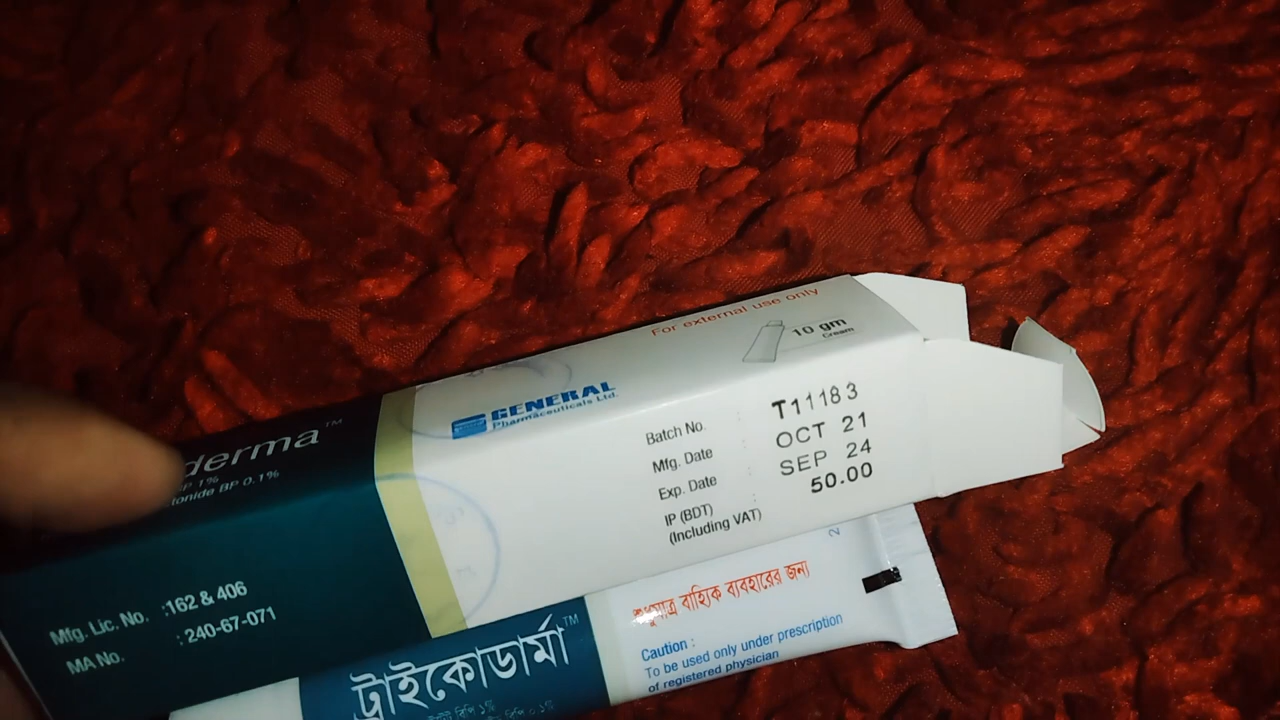 For external use only
10 gm
Cream
GENERAL
Pharmaceuticals Ltd.
Batch No. : T11183
Mfg. Date : OCT 21
Exp. Date : SEP 24
IP (BDT) : 50.00
(Including VAT)
derma™
P 1%
tonide BP 0.1%
Mfg. Lic. No. :162 & 406
MA No. : 240-67-071
ট্রাইকোডার্মা™
বিপি ১%
বিপি ০.১%
শুধুমাত্র বাহ্যিক ব্যবহারের জন্য
Caution :
To be used only under prescription
of registered physician